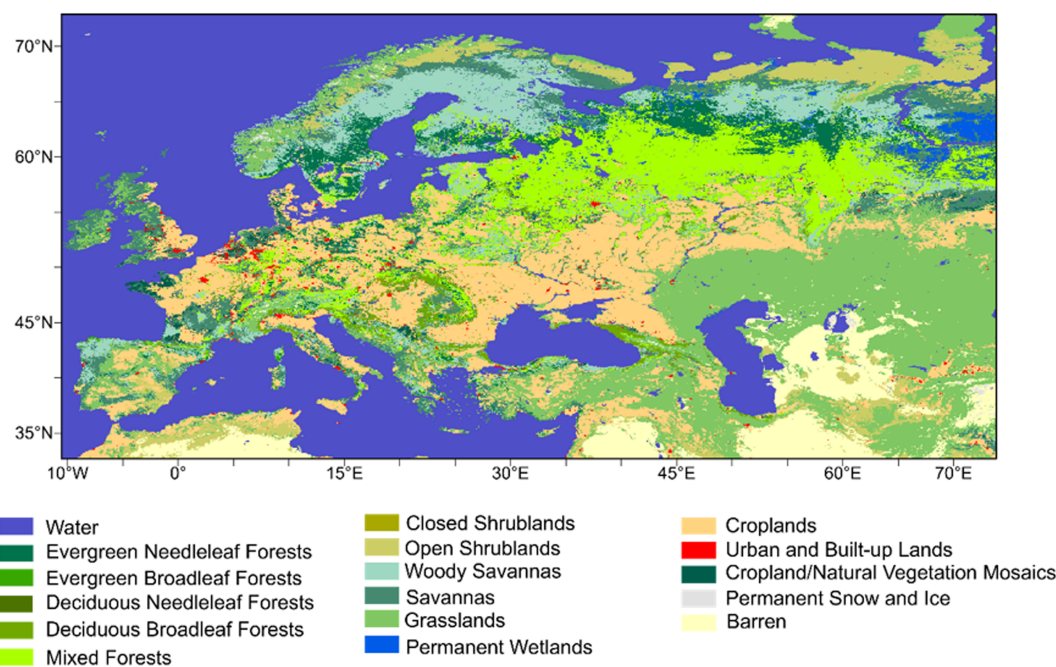 70°N
60°N
45°N
35°N
10°W 0° 15°E 30°E 45°E 60°E 70°E
Water
Evergreen Needleleaf Forests
Evergreen Broadleaf Forests
Deciduous Needleleaf Forests
Deciduous Broadleaf Forests
Mixed Forests
Closed Shrublands
Open Shrublands
Woody Savannas
Savannas
Grasslands
Permanent Wetlands
Croplands
Urban and Built-up Lands
Cropland/Natural Vegetation Mosaics
Permanent Snow and Ice
Barren